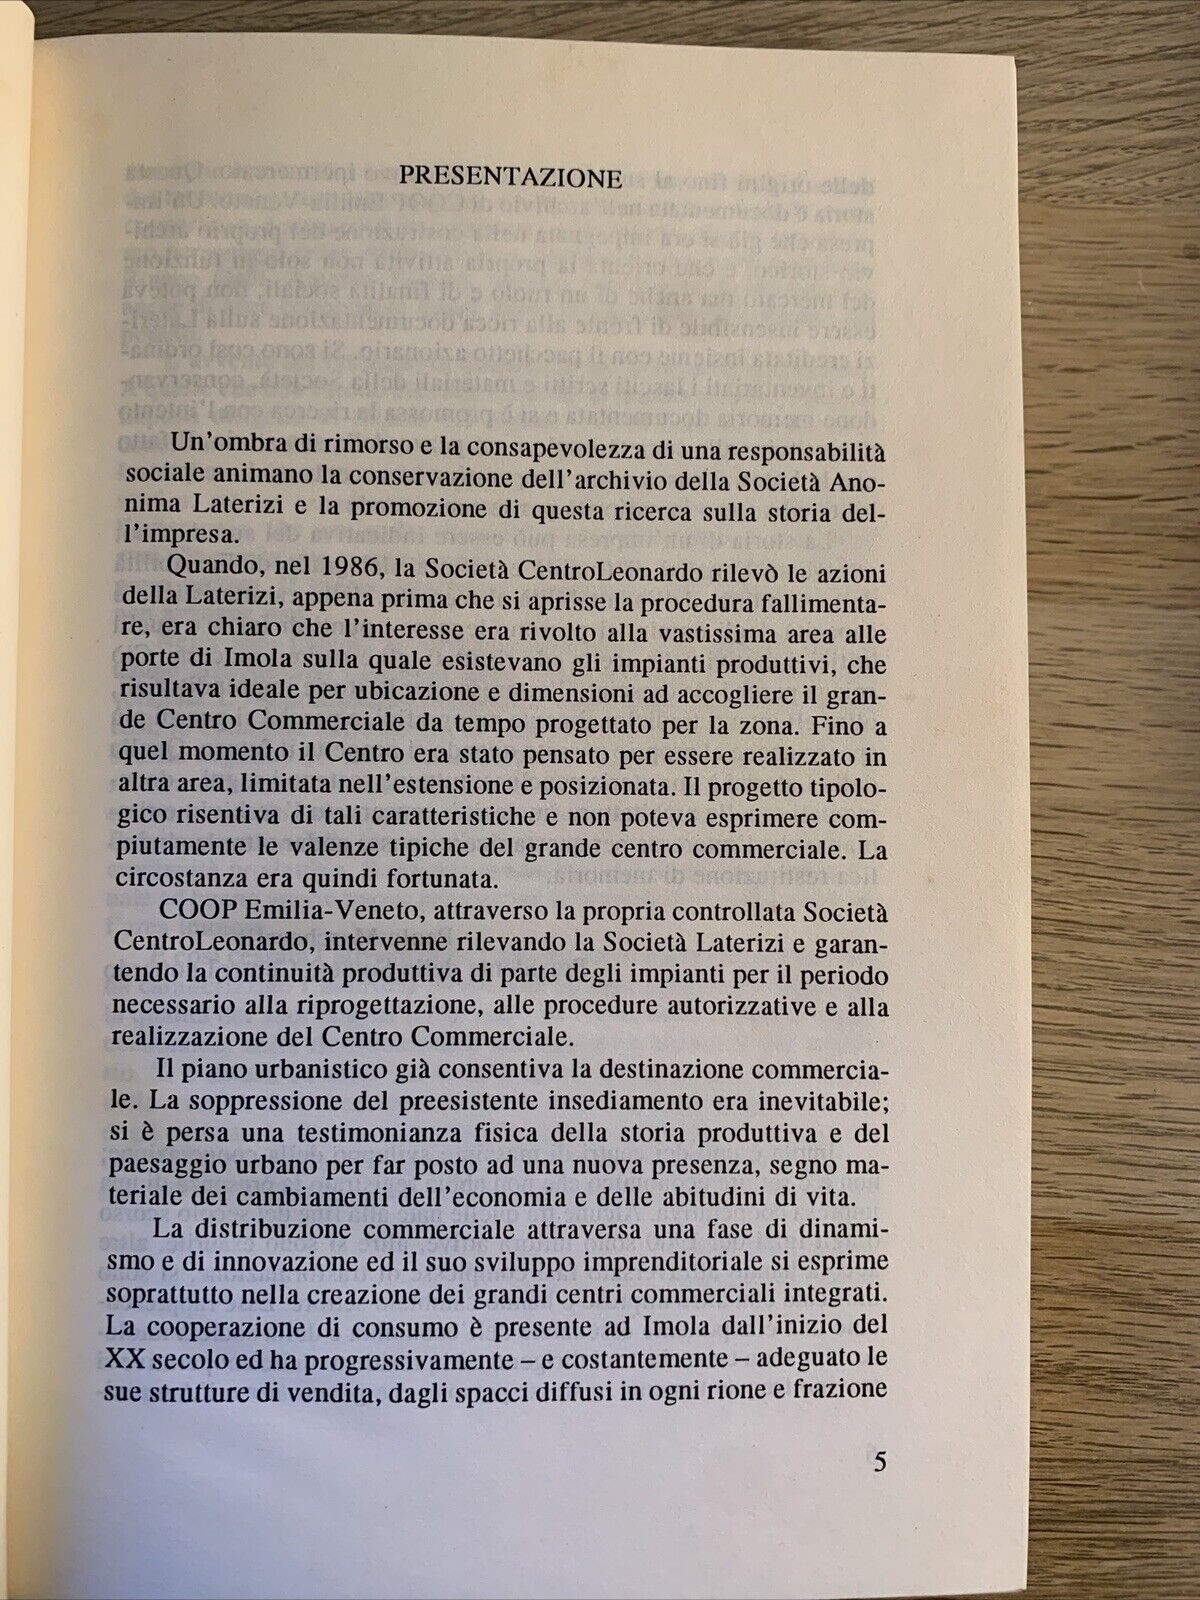 PRESENTAZIONE
Un'ombra di rimorso e la consapevolezza di una responsabilità
sociale animano la conservazione dell'archivio della Società Ano-
nima Laterizi e la promozione di questa ricerca sulla storia del-
l'impresa.
Quando, nel 1986, la Società CentroLeonardo rilevò le azioni
della Laterizi, appena prima che si aprisse la procedura fallimenta-
re, era chiaro che l'interesse era rivolto alla vastissima area alle
porte di Imola sulla quale esistevano gli impianti produttivi, che
risultava ideale per ubicazione e dimensioni ad accogliere il gran-
de Centro Commerciale da tempo progettato per la zona. Fino a
quel momento il Centro era stato pensato per essere realizzato in
altra area, limitata nell'estensione e posizionata. Il progetto tipolo-
gico risentiva di tali caratteristiche e non poteva esprimere com-
piutamente le valenze tipiche del grande centro commerciale. La
circostanza era quindi fortunata.
COOP Emilia-Veneto, attraverso la propria controllata Società
CentroLeonardo, intervenne rilevando la Società Laterizi e garan-
tendo la continuità produttiva di parte degli impianti per il periodo
necessario alla riprogettazione, alle procedure autorizzative e alla
realizzazione del Centro Commerciale.
Il piano urbanistico già consentiva la destinazione commercia-
le. La soppressione del preesistente insediamento era inevitabile;
si è persa una testimonianza fisica della storia produttiva e del
paesaggio urbano per far posto ad una nuova presenza, segno ma-
teriale dei cambiamenti dell'economia e delle abitudini di vita.
La distribuzione commerciale attraversa una fase di dinami-
smo e di innovazione ed il suo sviluppo imprenditoriale si esprime
soprattutto nella creazione dei grandi centri commerciali integrati.
La cooperazione di consumo è presente ad Imola dall'inizio del
XX secolo ed ha progressivamente – e costantemente – adeguato le
sue strutture di vendita, dagli spacci diffusi in ogni rione e frazione
5